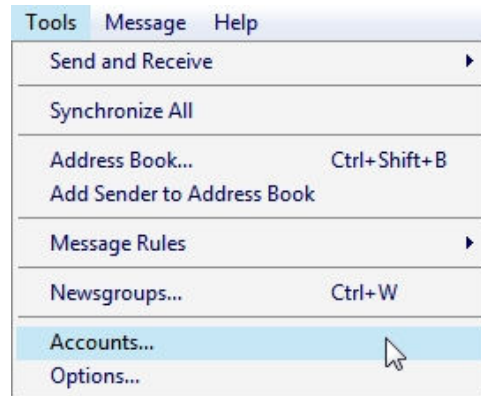 Tools Message Help
Send and Receive
Synchronize All
Address Book... Ctrl+Shift+B
Add Sender to Address Book
Message Rules
Newsgroups... Ctrl+W
Accounts...
Options...